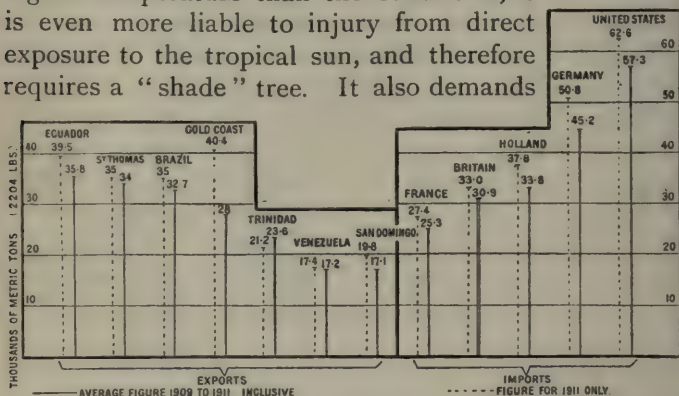 is even more liable to injury from direct
exposure to the tropical sun, and therefore
requires a "shade" tree. It also demands
UNITED STATES
62·6
57·3
60
GERMANY
50·8
45·2
50
ECUADOR
39·5
35·8
ST THOMAS
35
34
BRAZIL
35
32·7
GOLD COAST
40·4
28
TRINIDAD
21·2
23·6
VENEZUELA
17·4
17·2
SAN DOMINGO
19·8
17·1
FRANCE
27·4
25·3
BRITAIN
33·0
30·9
HOLLAND
37·8
33·8
40
30
20
10
40
30
20
10
THOUSANDS OF METRIC TONS (2204 LBS.)
EXPORTS
IMPORTS
AVERAGE FIGURE 1909 TO 1911 INCLUSIVE
FIGURE FOR 1911 ONLY.